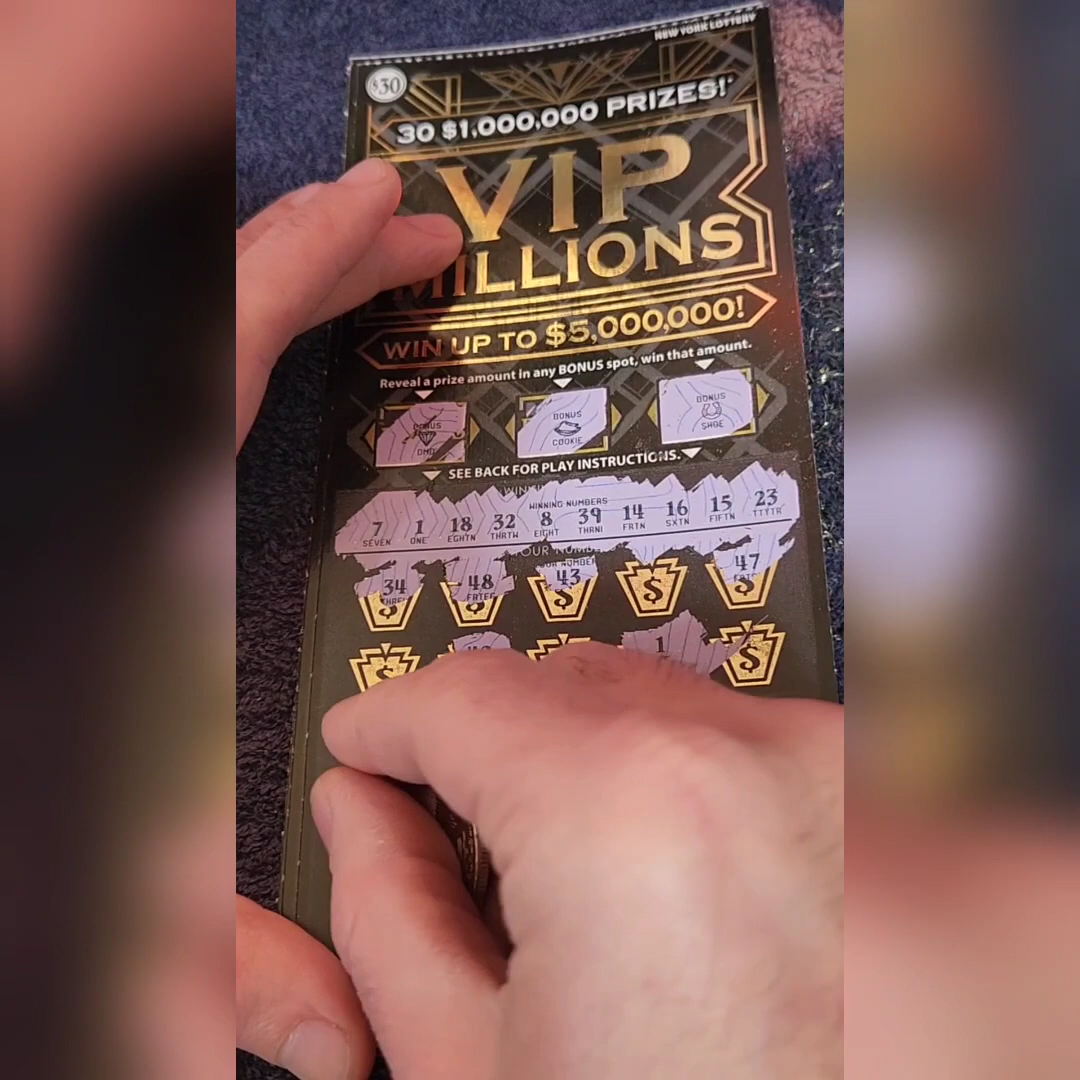 NEW YORK LOTTERY
$30
30 $1,000,000 PRIZES!
VIP
MILLIONS
WIN UP TO $5,000,000!
Reveal a prize amount in any BONUS spot, win that amount.
BONUS BONUS BONUS
DMD COOKIE SHOE
SEE BACK FOR PLAY INSTRUCTIONS.
WINNING NUMBERS
7 1 18 32 8 39 14 16 15 23
SEVEN ONE EGHTN THRTW EIGHT THRNI FRTN SXTN FIFTN TTYTR
YOUR NUMBERS
34 48 43 $ 47
$ $ $ $
$ 1 $